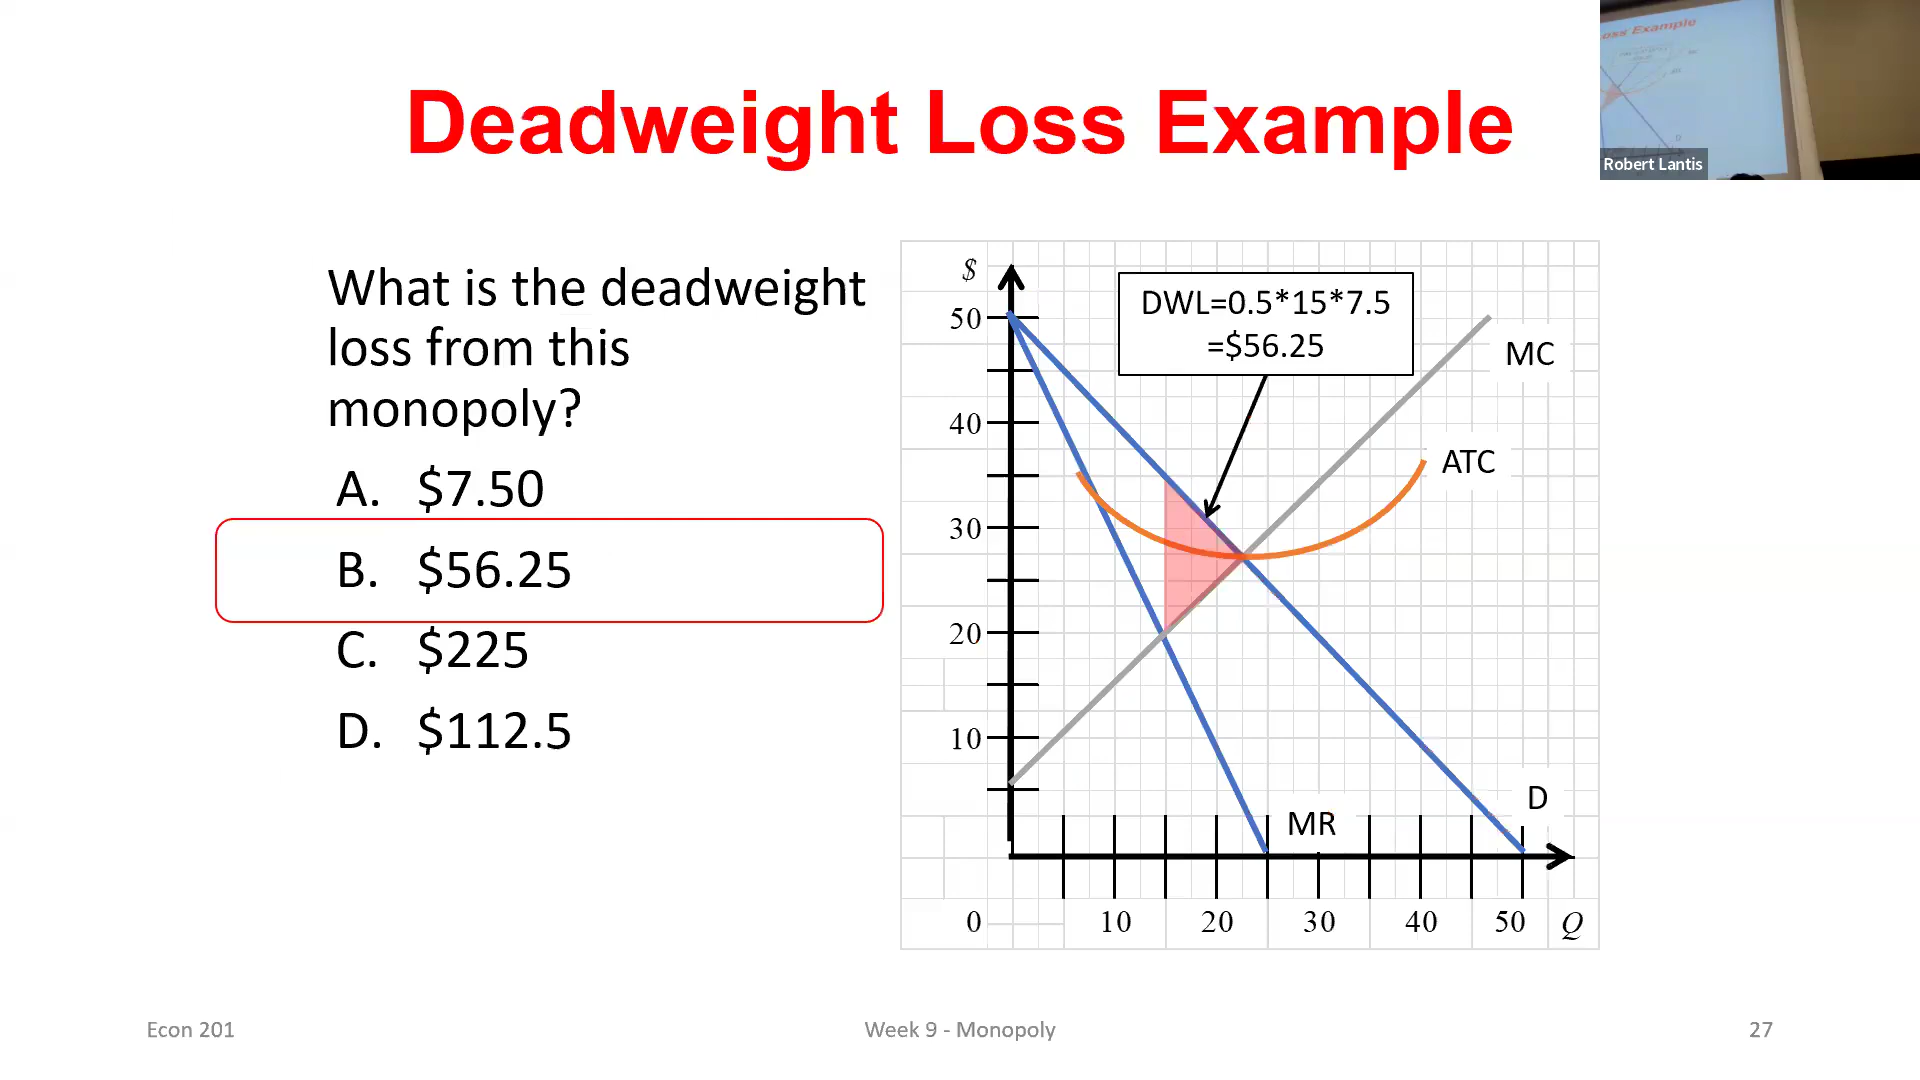 Deadweight Loss Example
oss Example
Robert Lantis
What is the deadweight
loss from this
monopoly?
A. $7.50
B. $56.25
C. $225
D. $112.5
$
DWL=0.5*15*7.5
=$56.25
50
40
30
20
10
MC
ATC
D
MR
0 10 20 30 40 50 Q
Econ 201
Week 9 - Monopoly
27